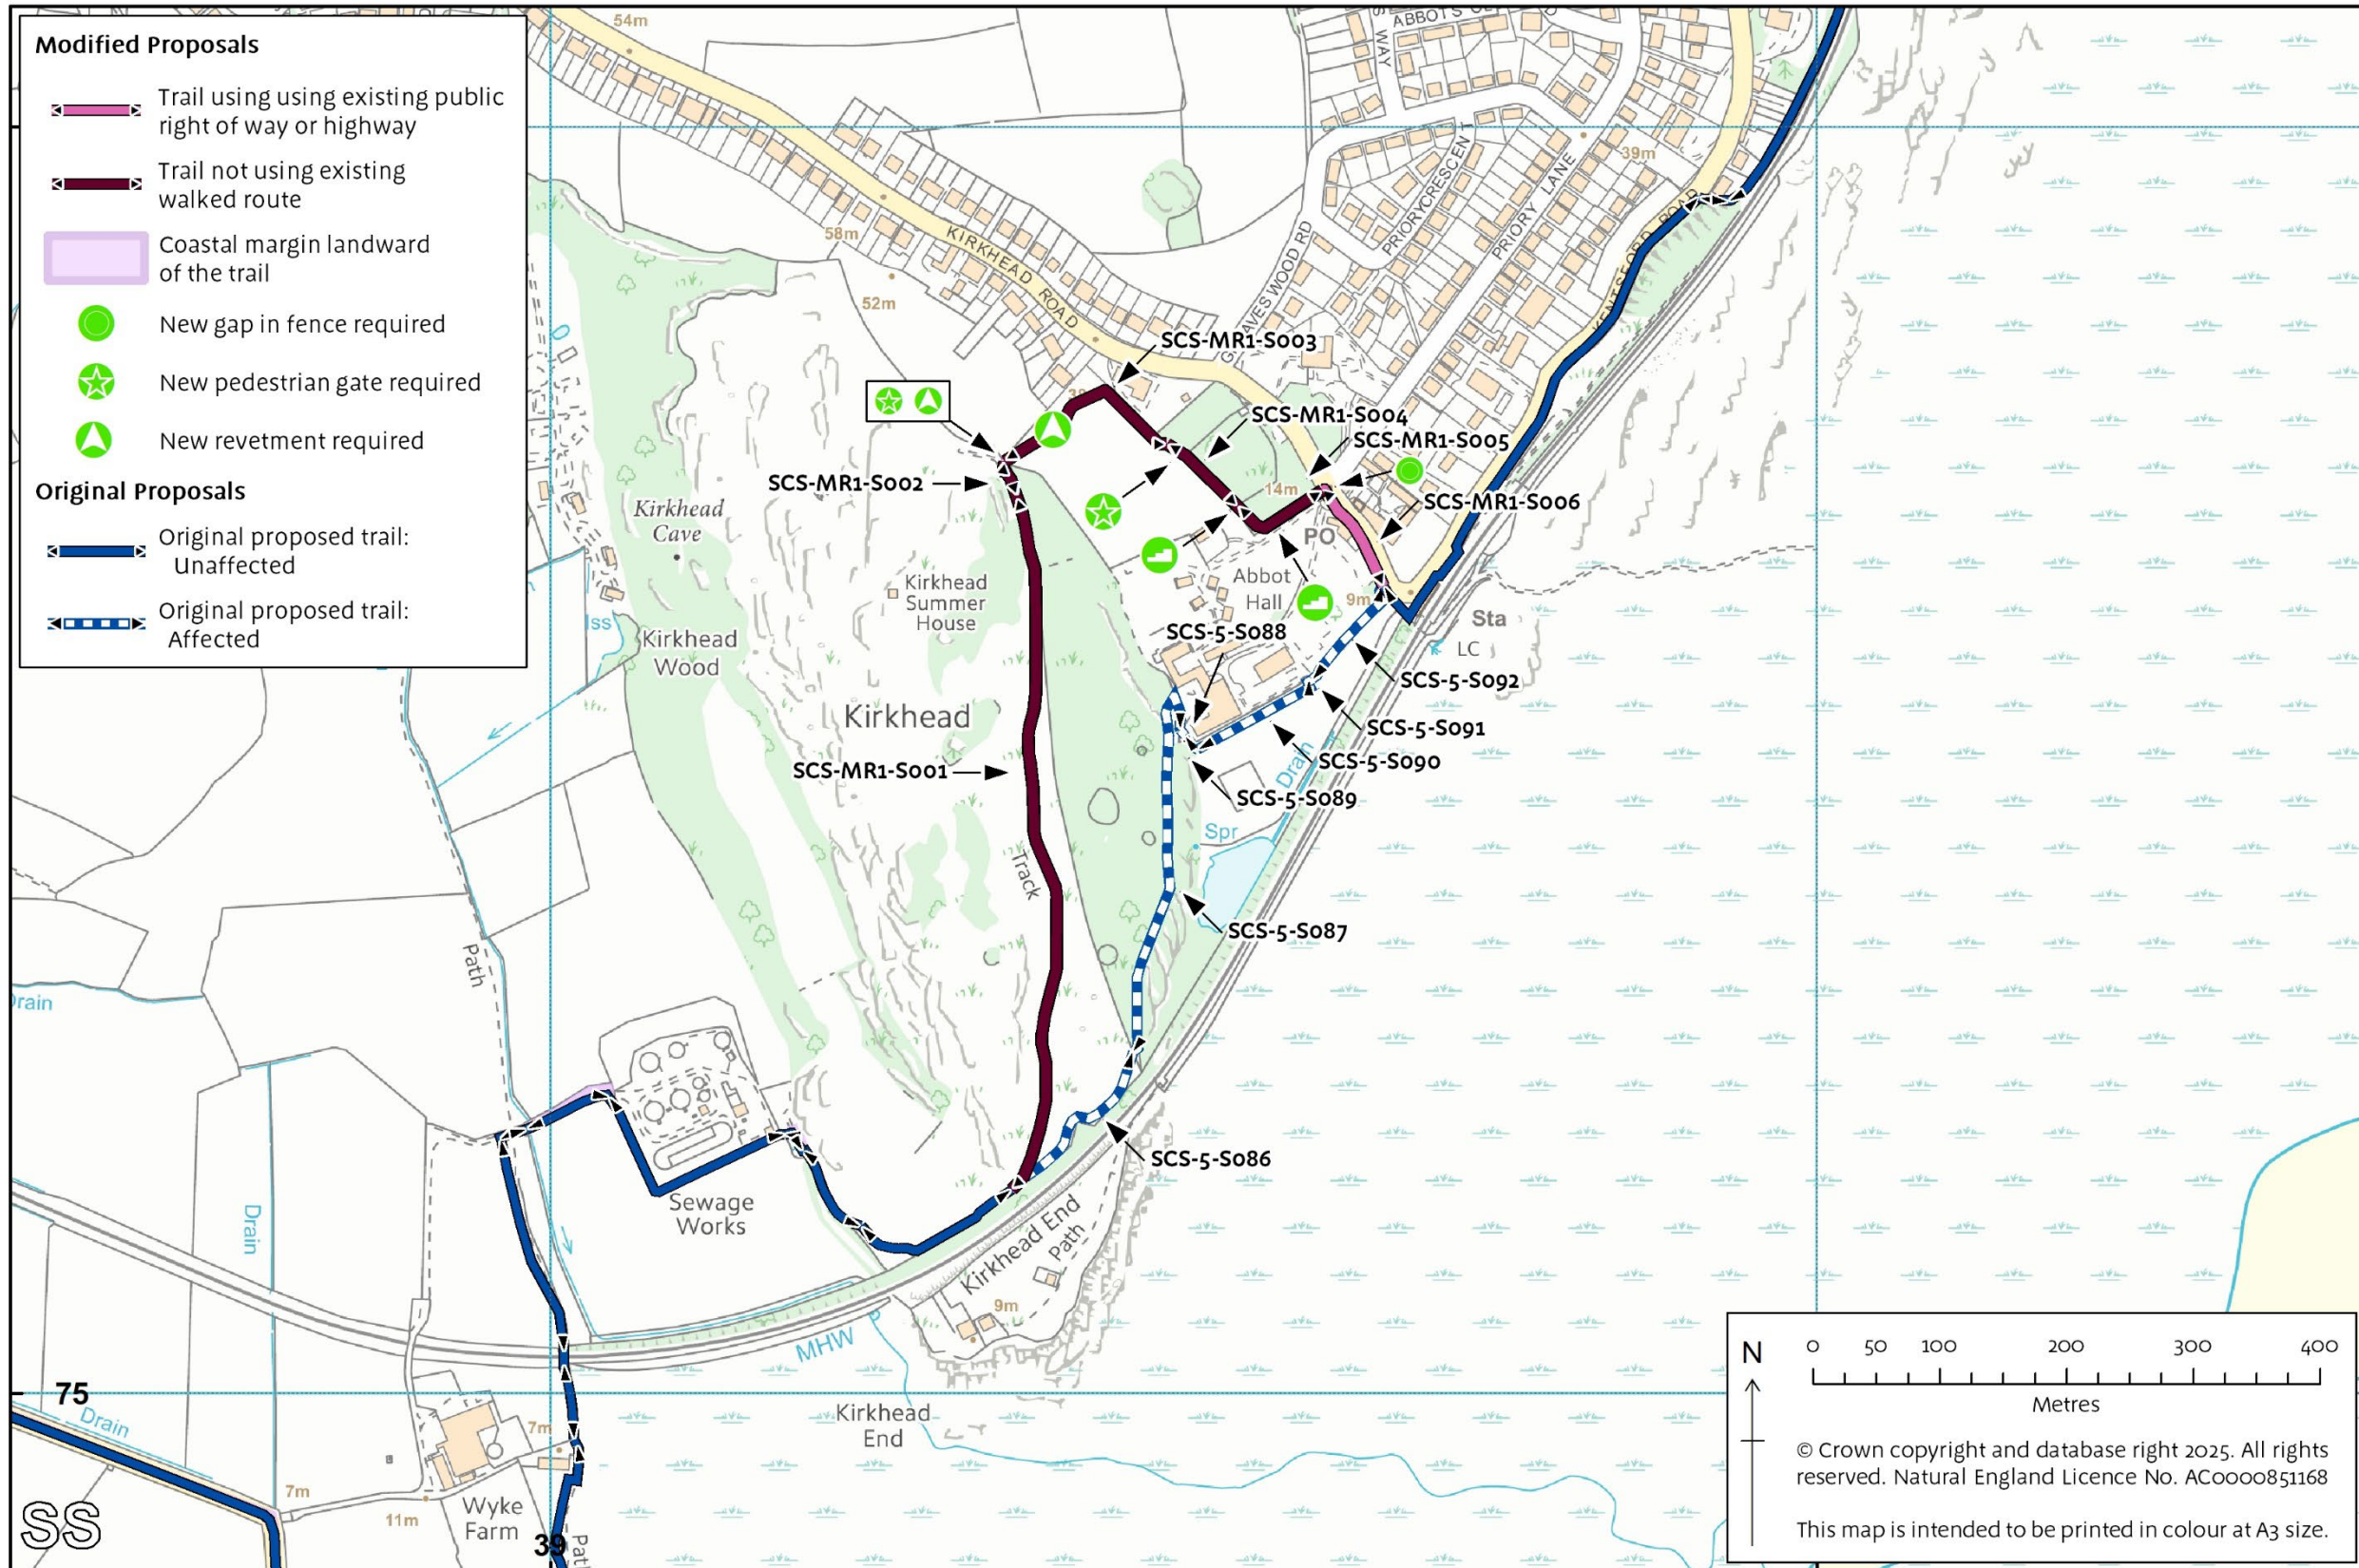 Modified Proposals
Trail using using existing public
right of way or highway
Trail not using existing
walked route
Coastal margin landward
of the trail
New gap in fence required
New pedestrian gate required
New revetment required
Original Proposals
Original proposed trail:
Unaffected
Original proposed trail:
Affected
54m
WAY
PRIORY CRESCENT
PRIORY LANE
39m
KENTSFORD ROAD
58m
KIRKHEAD ROAD
52m
GRAVES WOOD RD
SCS-MR1-S003
SCS-MR1-S004
SCS-MR1-S005
SCS-MR1-S002
14m
SCS-MR1-S006
Kirkhead
Cave
PO
Kirkhead
Summer
House
Abbot
Hall
9m
Sta
LC
Iss
Kirkhead
Wood
SCS-5-S088
SCS-5-S092
Kirkhead
SCS-5-S091
SCS-5-S090
Drain
SCS-MR1-S001
SCS-5-S089
Spr
Track
SCS-5-S087
Path
SCS-5-S086
Sewage
Works
Drain
Kirkhead End
Path
9m
MHW
75
Drain
Kirkhead
End
7m
7m
11m
Wyke
Farm
SS
39
N
0 50 100 200 300 400
Metres
© Crown copyright and database right 2025. All rights
reserved. Natural England Licence No. AC0000851168
This map is intended to be printed in colour at A3 size.